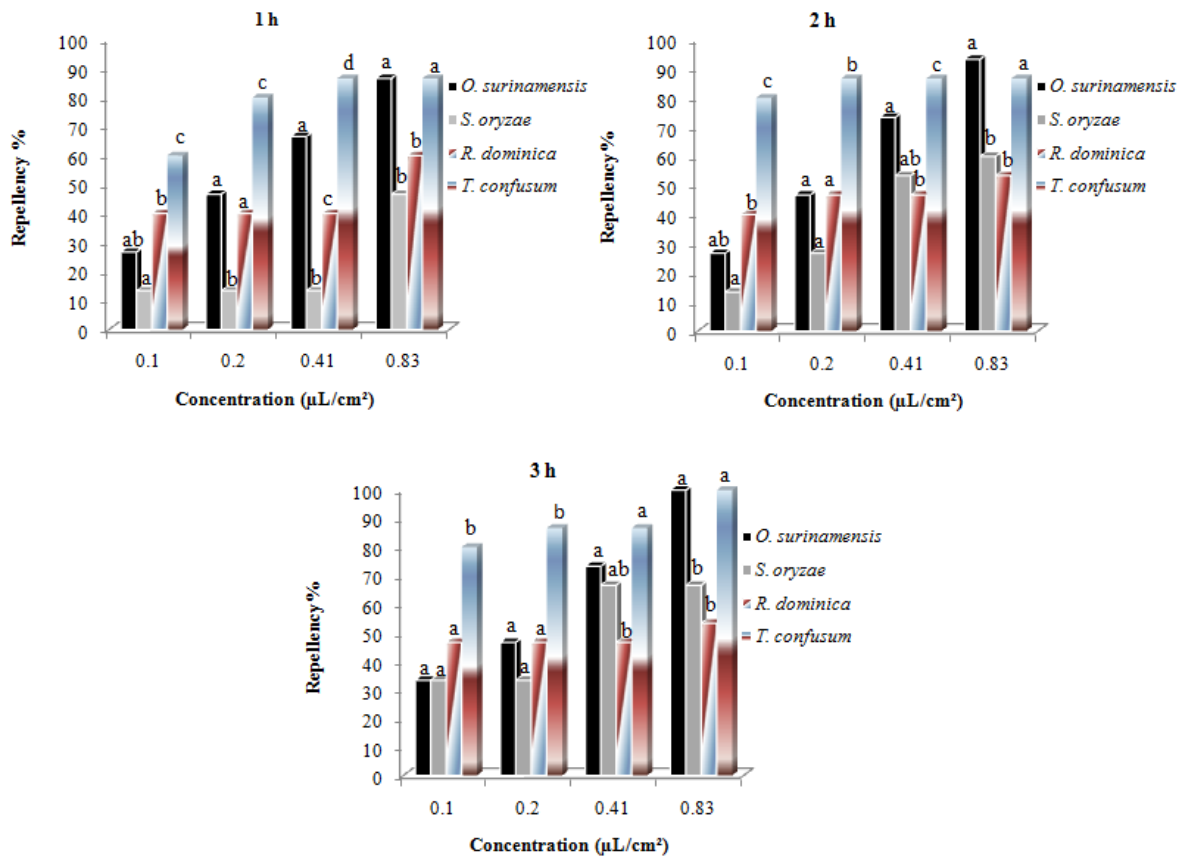 1 h
Repellency %
100
90
80
70
60
50
40
30
20
10
0
ab
a
b
c
a
b
a
c
a
b
c
d
a
b
b
a
0.1
0.2
0.41
0.83
Concentration (µL/cm²)
O. surinamensis
S. oryzae
R. dominica
T. confusum
2 h
Repellency %
100
90
80
70
60
50
40
30
20
10
0
ab
a
b
c
a
a
a
b
a
ab
b
c
a
b
b
a
0.1
0.2
0.41
0.83
Concentration (µL/cm²)
O. surinamensis
S. oryzae
R. dominica
T. confusum
3 h
Repellency%
100
90
80
70
60
50
40
30
20
10
0
a
a
a
b
a
a
a
b
a
ab
b
a
a
b
b
a
0.1
0.2
0.41
0.83
Concentration (µL/cm²)
O. surinamensis
S. oryzae
R. dominica
T. confusum